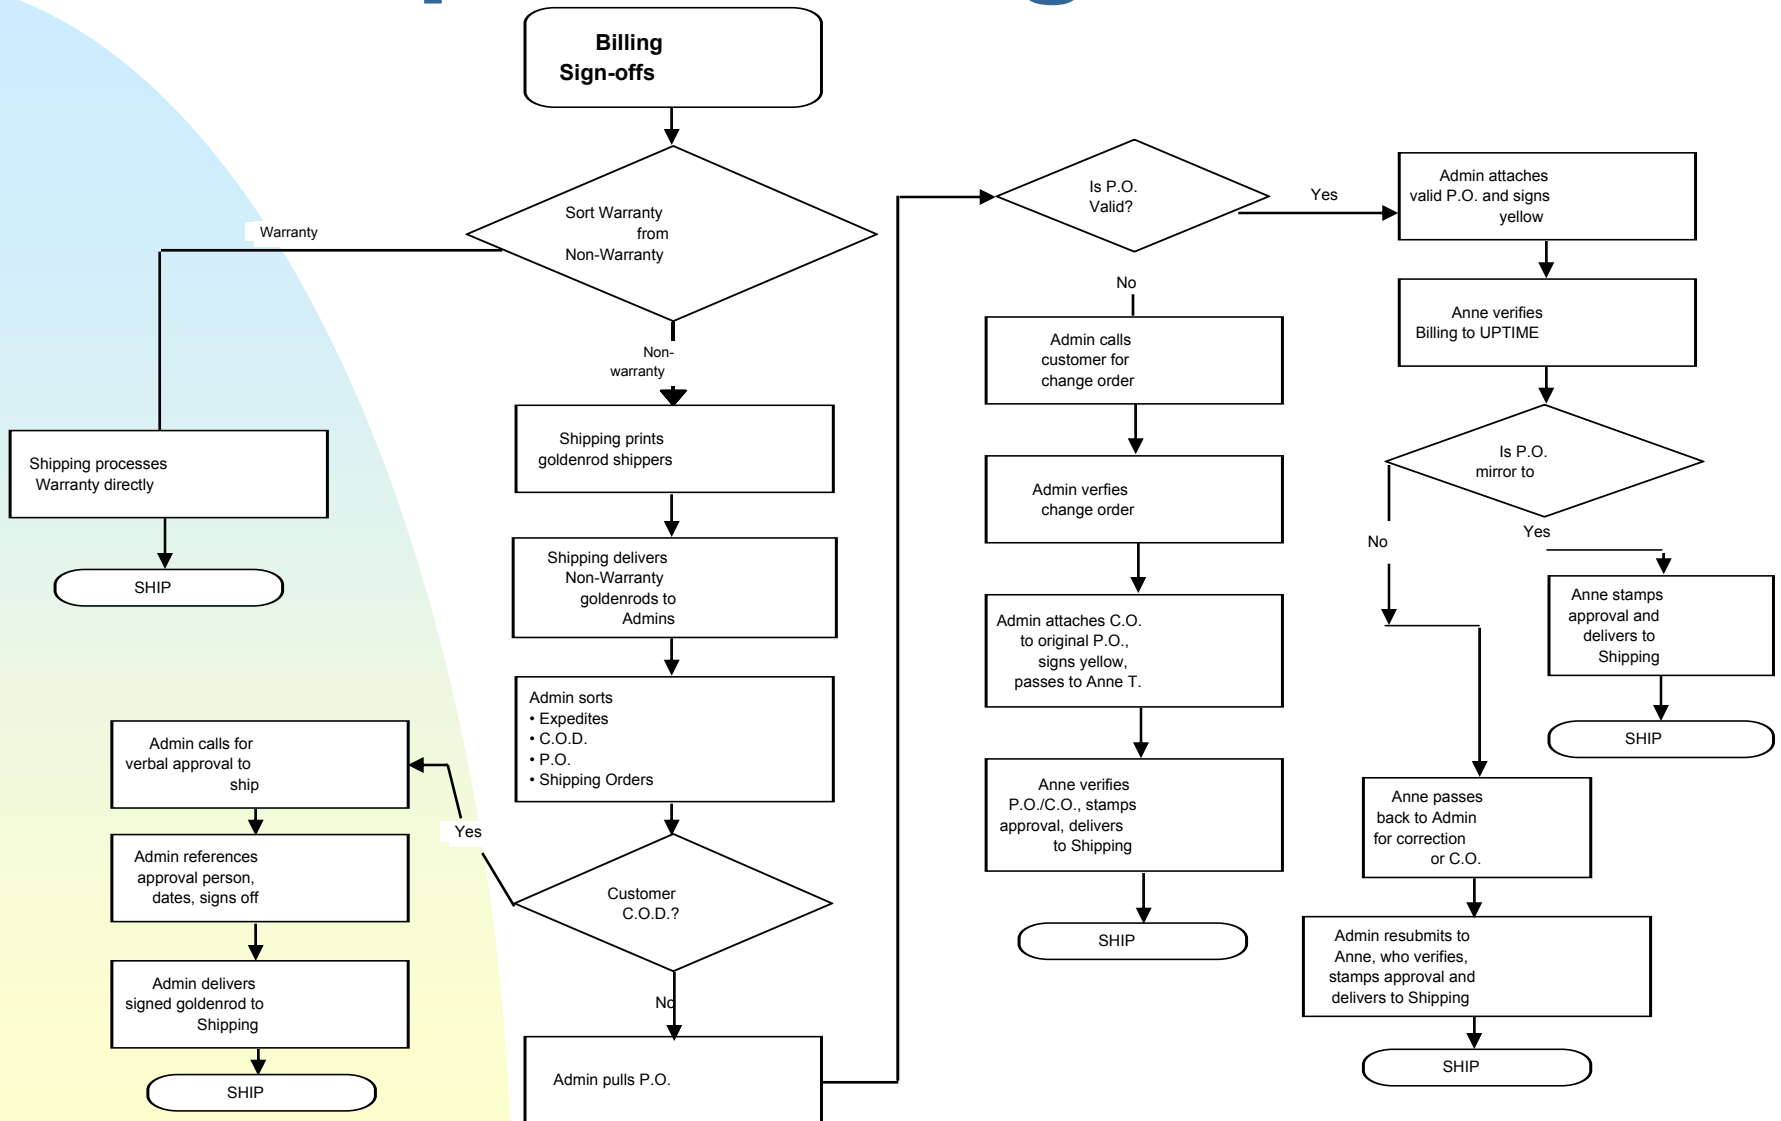 Billing
Sign-offs
Sort Warranty
from
Non-Warranty
Warranty
Non-
warranty
Shipping processes
Warranty directly
SHIP
Shipping prints
goldenrod shippers
Shipping delivers
Non-Warranty
goldenrods to
Admins
Admin sorts
• Expedites
• C.O.D.
• P.O.
• Shipping Orders
Customer
C.O.D.?
Yes
Admin calls for
verbal approval to
ship
Admin references
approval person,
dates, signs off
Admin delivers
signed goldenrod to
Shipping
SHIP
No
Admin pulls P.O.
Is P.O.
Valid?
No
Admin calls
customer for
change order
Admin verfies
change order
Admin attaches C.O.
to original P.O.,
signs yellow,
passes to Anne T.
Anne verifies
P.O./C.O., stamps
approval, delivers
to Shipping
SHIP
Yes
Admin attaches
valid P.O. and signs
yellow
Anne verifies
Billing to UPTIME
Is P.O.
mirror to
Yes
Anne stamps
approval and
delivers to
Shipping
SHIP
No
Anne passes
back to Admin
for correction
or C.O.
Admin resubmits to
Anne, who verifies,
stamps approval and
delivers to Shipping
SHIP